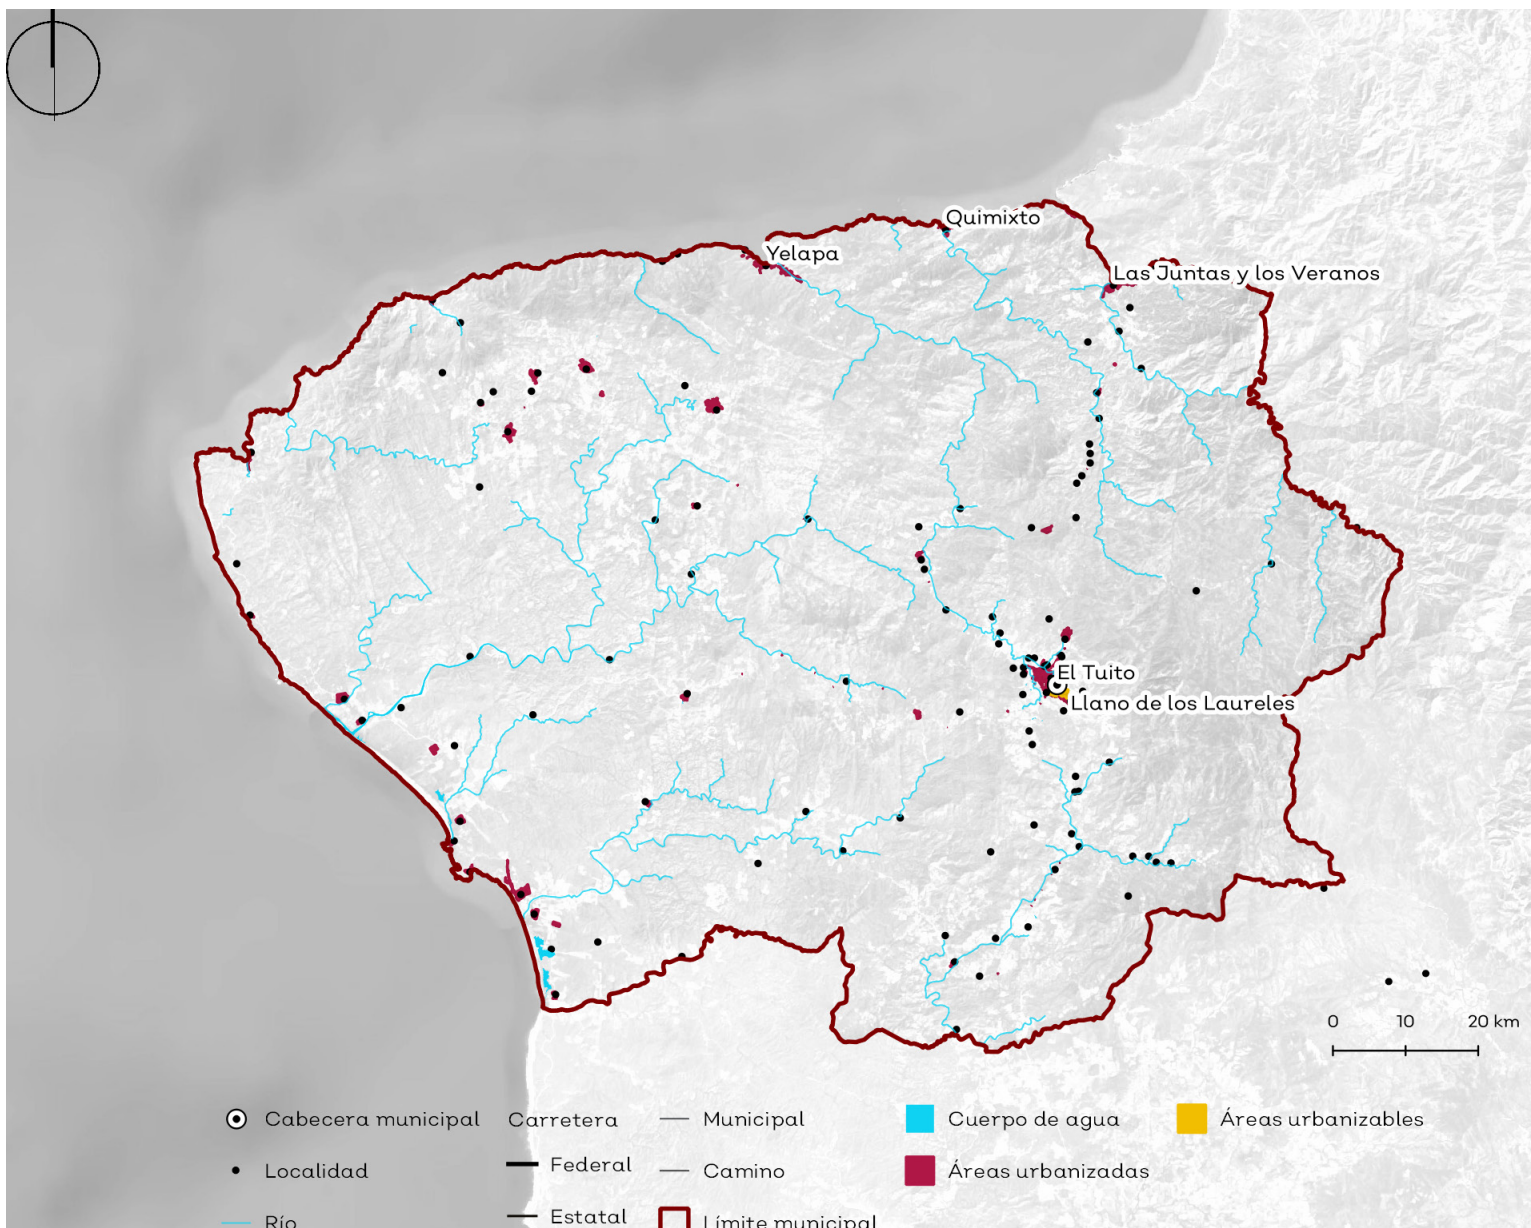 Quimixto
Yelapa
Las Juntas y los Veranos
El Tuito
Llano de los Laureles
0 10 20 km
Cabecera municipal Carretera Municipal Cuerpo de agua Áreas urbanizables
Localidad Federal Camino Áreas urbanizadas
Río Estatal Límite municipal